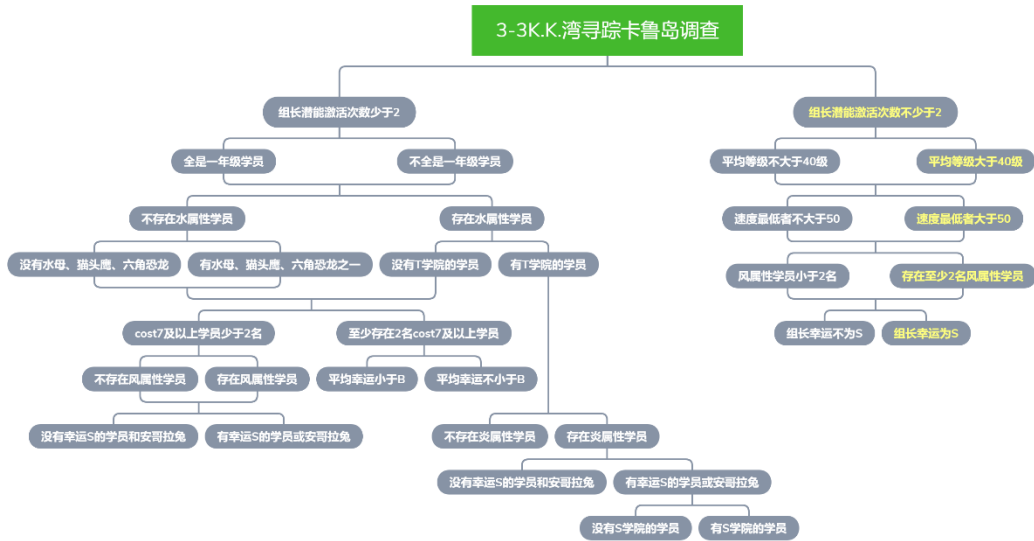 3-3K.K.湾寻踪卡鲁岛调查
组长潜能激活次数少于2
组长潜能激活次数不少于2
全是一年级学员
不全是一年级学员
平均等级不大于40级
平均等级大于40级
不存在水属性学员
存在水属性学员
速度最低者不大于50
速度最低者大于50
没有水母、猫头鹰、六角恐龙
有水母、猫头鹰、六角恐龙之一
没有T学院的学员
有T学院的学员
风属性学员小于2名
存在至少2名风属性学员
cost7及以上学员少于2名
至少存在2名cost7及以上学员
组长幸运不为S
组长幸运为S
不存在风属性学员
存在风属性学员
平均幸运小于B
平均幸运不小于B
没有幸运S的学员和安哥拉兔
有幸运S的学员或安哥拉兔
不存在炎属性学员
存在炎属性学员
没有幸运S的学员和安哥拉兔
有幸运S的学员或安哥拉兔
没有S学院的学员
有S学院的学员